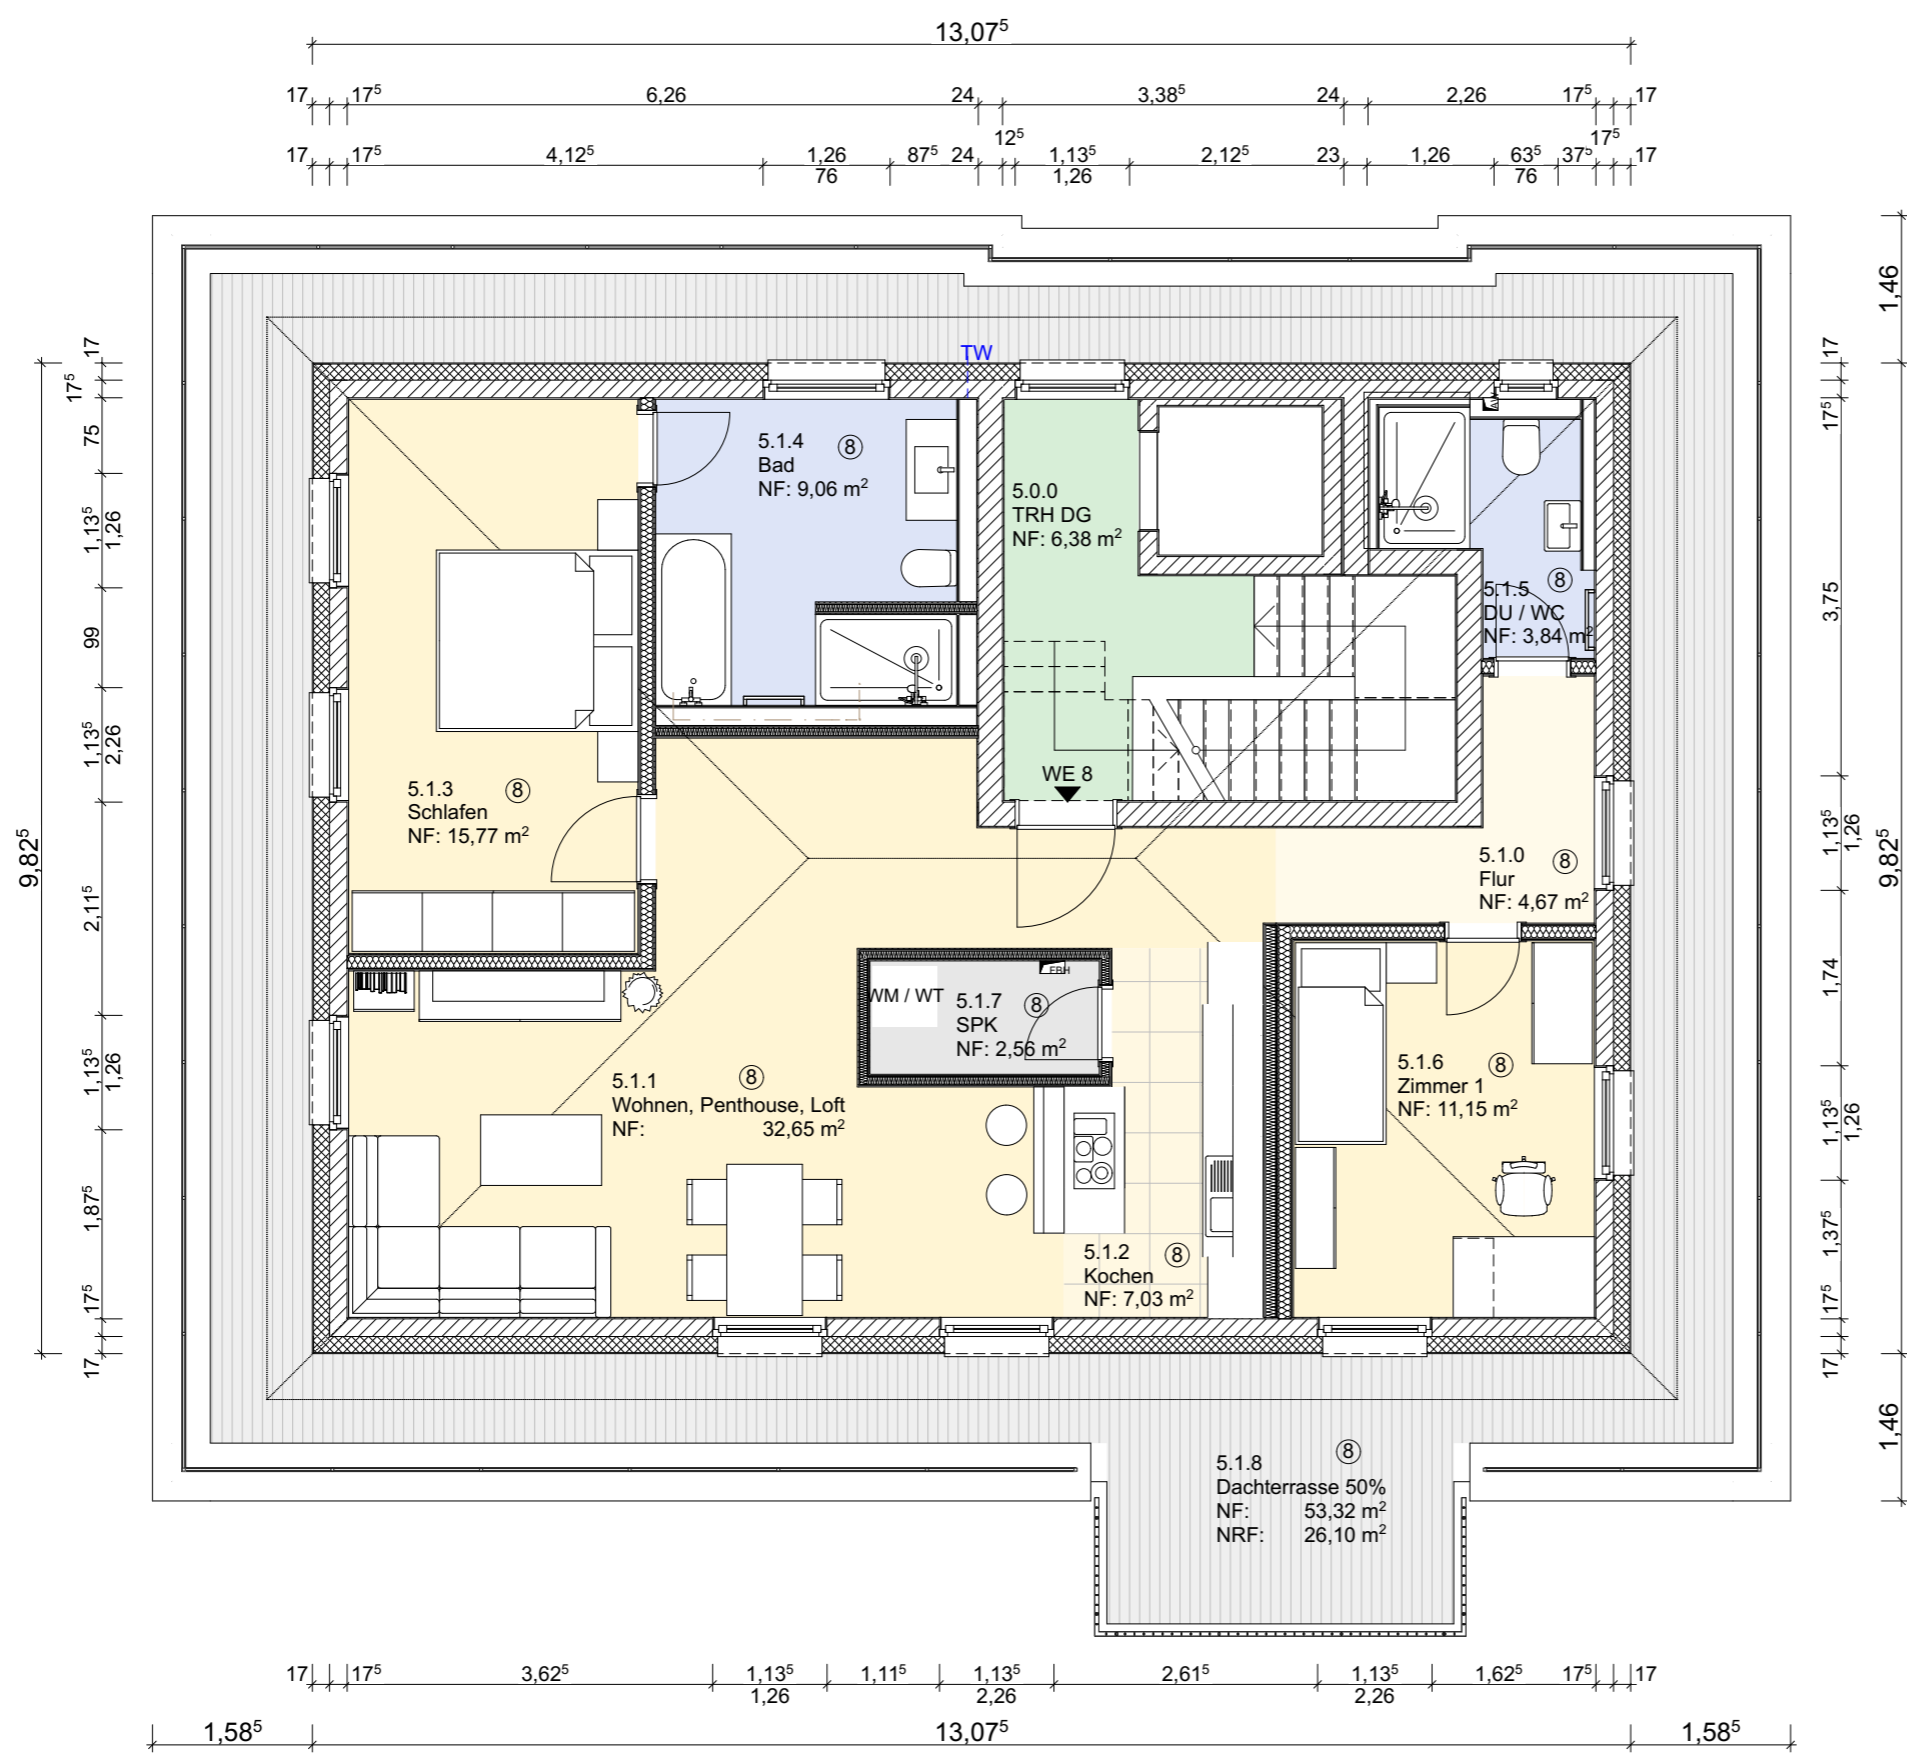 13,07⁵
17 17⁵ 6,26 24 3,38⁵ 24 2,26 17⁵ 17
12⁵ 17⁵
17 17⁵ 4,12⁵ 1,26 87⁵ 24 1,13⁵ 2,12⁵ 23 1,26 63⁵ 37⁵ 17
76 1,26 76
1,46
17
17⁵
75
1,13⁵
1,26
99
1,13⁵
2,26
2,11⁵
1,13⁵
1,26
1,87⁵
17⁵
17
9,82⁵
TW
5.1.4 8
Bad
NF: 9,06 m²
5.0.0
TRH DG
NF: 6,38 m²
5.1.5 8
DU / WC
NF: 3,84 m²
WE 8
5.1.3 8
Schlafen
NF: 15,77 m²
5.1.0 8
Flur
NF: 4,67 m²
WM / WT
EBH
5.1.7 8
SPK
NF: 2,56 m²
5.1.1 8
Wohnen, Penthouse, Loft
NF: 32,65 m²
5.1.6 8
Zimmer 1
NF: 11,15 m²
5.1.2 8
Kochen
NF: 7,03 m²
5.1.8 8
Dachterrasse 50%
NF: 53,32 m²
NRF: 26,10 m²
17
17⁵
3,75
1,13⁵
1,26
1,74
1,13⁵
1,26
1,37⁵
17⁵
17
9,82⁵
1,46
17 17⁵ 3,62⁵ 1,13⁵ 1,11⁵ 1,13⁵ 2,61⁵ 1,13⁵ 1,62⁵ 17⁵ 17
1,26 2,26 2,26
1,58⁵ 13,07⁵ 1,58⁵